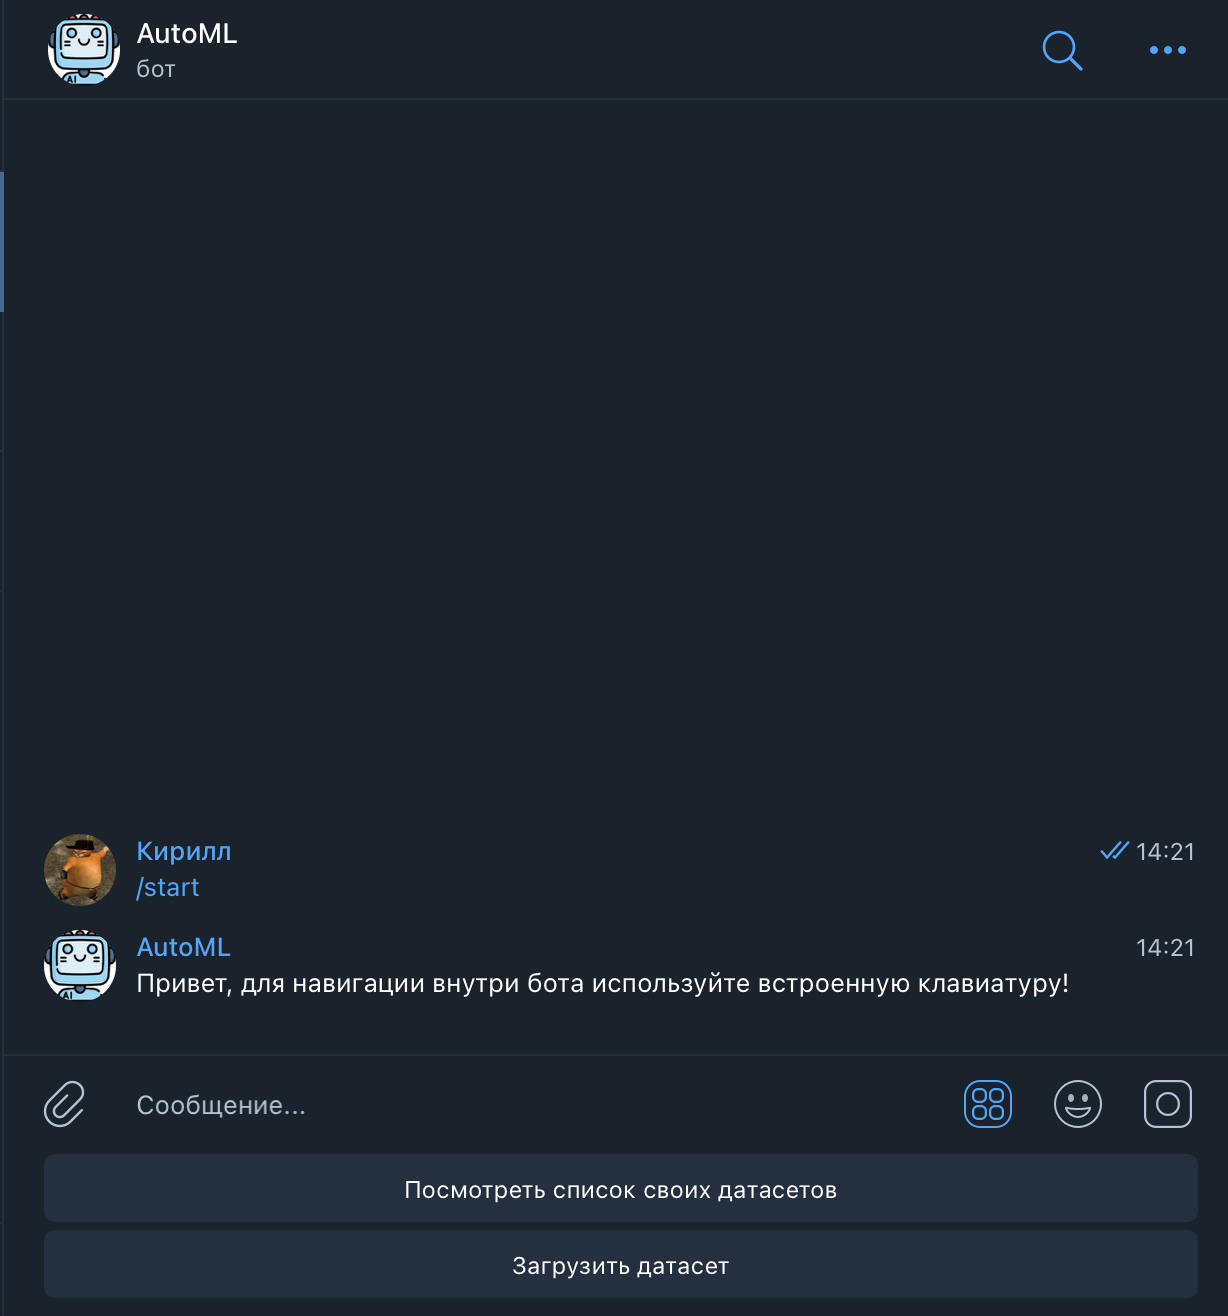 AutoML
бот
Кирилл
14:21
/start
AutoML
14:21
Привет, для навигации внутри бота используйте встроенную клавиатуру!
Сообщение...
Посмотреть список своих датасетов
Загрузить датасет